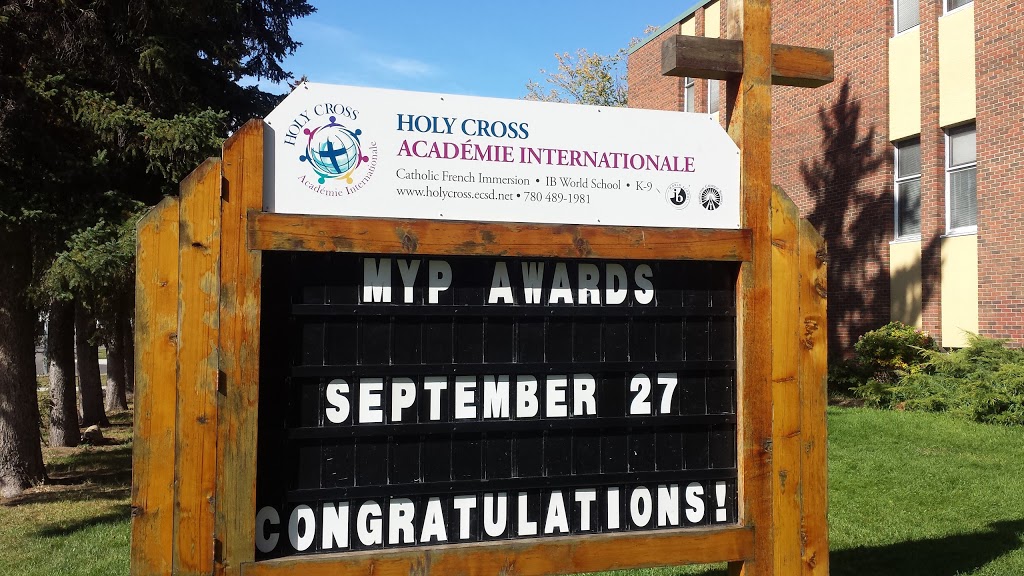 HOLY CROSS
Académie Internationale
HOLY CROSS
ACADÉMIE INTERNATIONALE
Catholic French Immersion • IB World School • K-9
www.holycross.ecsd.net • 780 489-1981
MYP AWARDS
SEPTEMBER 27
CONGRATULATIONS!